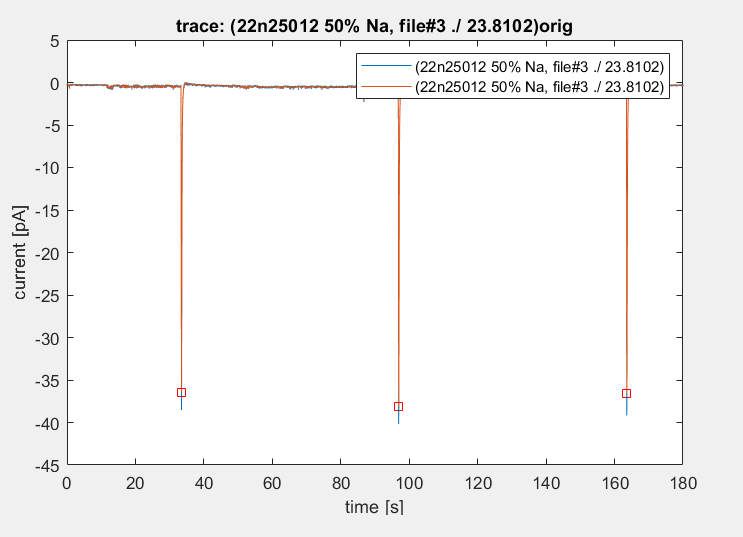 trace: (22n25012 50% Na, file#3 ./ 23.8102)orig
5
(22n25012 50% Na, file#3 ./ 23.8102)
(22n25012 50% Na, file#3 ./ 23.8102)
0
-5
-10
-15
-20
-25
-30
-35
-40
-45
current [pA]
0 20 40 60 80 100 120 140 160 180
time [s]